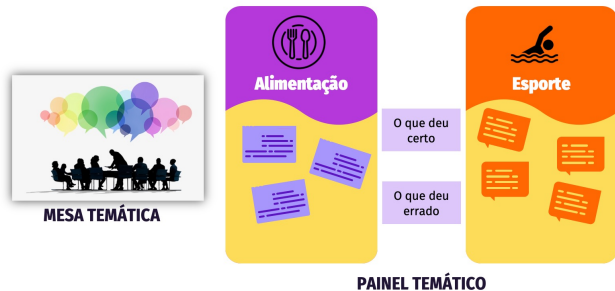 MESA TEMÁTICA
Alimentação
O que deu
certo
O que deu
errado
Esporte
PAINEL TEMÁTICO